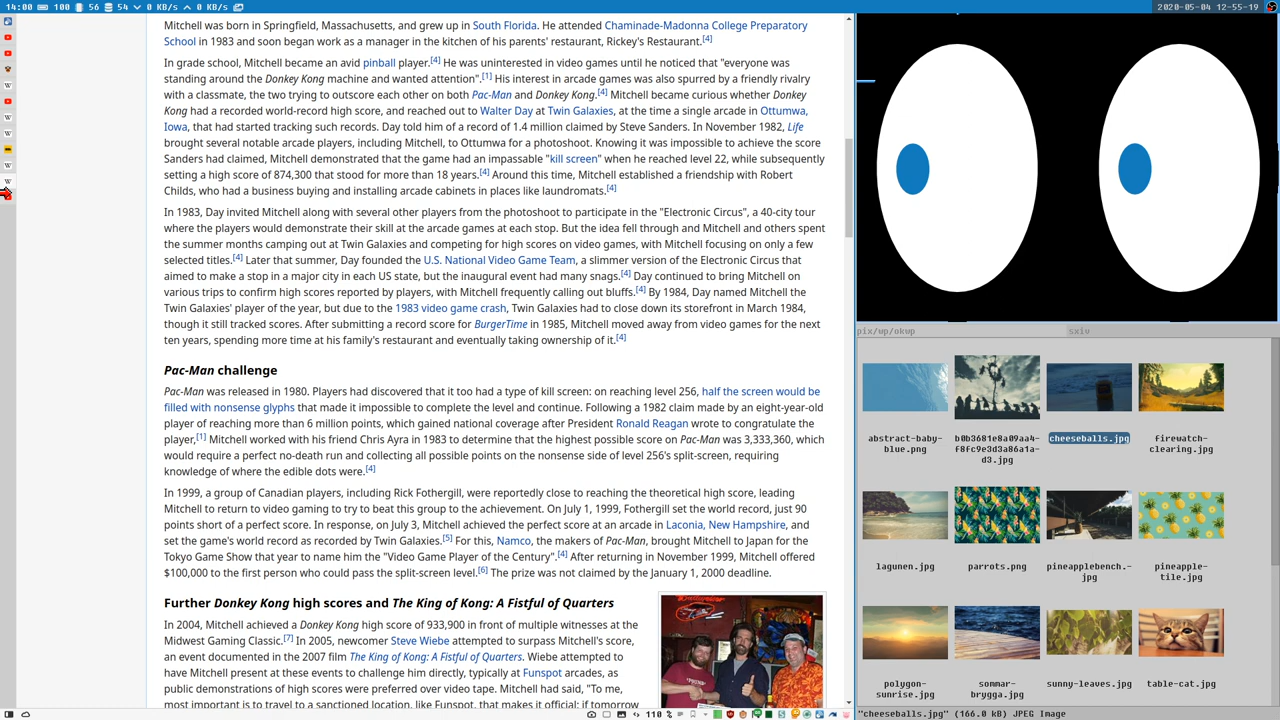 14:00 100 56 54 0 KB/s 0 KB/s
2020-05-04 12-55-19
Mitchell was born in Springfield, Massachusetts, and grew up in South Florida. He attended Chaminade-Madonna College Preparatory
School in 1983 and soon began work as a manager in the kitchen of his parents' restaurant, Rickey's Restaurant.[4]
In grade school, Mitchell became an avid pinball player.[4] He was uninterested in video games until he noticed that "everyone was
standing around the Donkey Kong machine and wanted attention".[1] His interest in arcade games was also spurred by a friendly rivalry
with a classmate, the two trying to outscore each other on both Pac-Man and Donkey Kong.[4] Mitchell became curious whether Donkey
Kong had a recorded world-record high score, and reached out to Walter Day at Twin Galaxies, at the time a single arcade in Ottumwa,
Iowa, that had started tracking such records. Day told him of a record of 1.4 million claimed by Steve Sanders. In November 1982, Life
brought several notable arcade players, including Mitchell, to Ottumwa for a photoshoot. Knowing it was impossible to achieve the score
Sanders had claimed, Mitchell demonstrated that the game had an impassable "kill screen" when he reached level 22, while subsequently
setting a high score of 874,300 that stood for more than 18 years.[4] Around this time, Mitchell established a friendship with Robert
Childs, who had a business buying and installing arcade cabinets in places like laundromats.[4]
In 1983, Day invited Mitchell along with several other players from the photoshoot to participate in the "Electronic Circus", a 40-city tour
where the players would demonstrate their skill at the arcade games at each stop. But the idea fell through and Mitchell and others spent
the summer months camping out at Twin Galaxies and competing for high scores on video games, with Mitchell focusing on only a few
selected titles.[4] Later that summer, Day founded the U.S. National Video Game Team, a slimmer version of the Electronic Circus that
aimed to make a stop in a major city in each US state, but the inaugural event had many snags.[4] Day continued to bring Mitchell on
various trips to confirm high scores reported by players, with Mitchell frequently calling out bluffs.[4] By 1984, Day named Mitchell the
Twin Galaxies' player of the year, but due to the 1983 video game crash, Twin Galaxies had to close down its storefront in March 1984,
though it still tracked scores. After submitting a record score for BurgerTime in 1985, Mitchell moved away from video games for the next
ten years, spending more time at his family's restaurant and eventually taking ownership of it.[4]
Pac-Man challenge
Pac-Man was released in 1980. Players had discovered that it too had a type of kill screen: on reaching level 256, half the screen would be
filled with nonsense glyphs that made it impossible to complete the level and continue. Following a 1982 claim made by an eight-year-old
player of reaching more than 6 million points, which gained national coverage after President Ronald Reagan wrote to congratulate the
player,[1] Mitchell worked with his friend Chris Ayra in 1983 to determine that the highest possible score on Pac-Man was 3,333,360, which
would require a perfect no-death run and collecting all possible points on the nonsense side of level 256's split-screen, requiring
knowledge of where the edible dots were.[4]
In 1999, a group of Canadian players, including Rick Fothergill, were reportedly close to reaching the theoretical high score, leading
Mitchell to return to video gaming to try to beat this group to the achievement. On July 1, 1999, Fothergill set the world record, just 90
points short of a perfect score. In response, on July 3, Mitchell achieved the perfect score at an arcade in Laconia, New Hampshire, and
set the game's world record as recorded by Twin Galaxies.[5] For this, Namco, the makers of Pac-Man, brought Mitchell to Japan for the
Tokyo Game Show that year to name him the "Video Game Player of the Century".[4] After returning in November 1999, Mitchell offered
$100,000 to the first person who could pass the split-screen level.[6] The prize was not claimed by the January 1, 2000 deadline.
Further Donkey Kong high scores and The King of Kong: A Fistful of Quarters
In 2004, Mitchell achieved a Donkey Kong high score of 933,900 in front of multiple witnesses at the
Midwest Gaming Classic.[7] In 2005, newcomer Steve Wiebe attempted to surpass Mitchell's score,
an event documented in the 2007 film The King of Kong: A Fistful of Quarters. Wiebe attempted to
have Mitchell present at these events to challenge him directly, typically at Funspot arcades, as
public demonstrations of high scores were preferred over video tape. Mitchell had said, "To me,
most important is to travel to a sanctioned location, like Funspot, that makes it official; if tomorrow
110 %
pix/wp/okwp
sxiv
abstract-baby-
blue.png
b0b3681e8a09aa4-
f8fc9e3d3a86a1a-
d3.jpg
cheeseballs.jpg
firewatch-
clearing.jpg
lagunen.jpg
parrots.png
pineapplebench.-
jpg
pineapple-
tile.jpg
polygon-
sunrise.jpg
sommar-
brygga.jpg
sunny-leaves.jpg
table-cat.jpg
"cheeseballs.jpg" (166.0 kB) JPEG Image